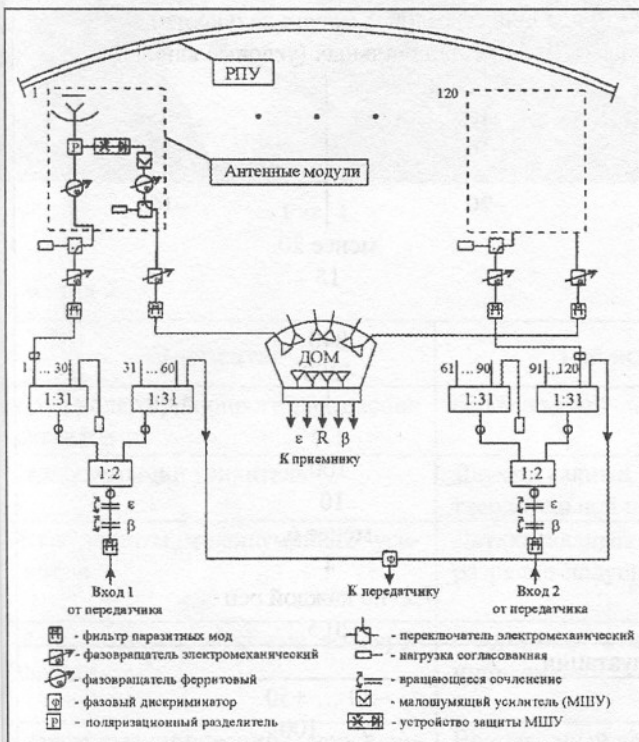 РПУ
1
120
Р
Антенные модули
ДОМ
1 ... 30
31 ... 60
61 ... 90
91 ... 120
1:31
1:31
1:31
1:31
ε R β
К приемнику
1:2
1:2
ε
β
ε
β
φ
Вход 1
от передатчика
К передатчику
Вход 2
от передатчика
- фильтр паразитных мод
- фазовращатель электромеханический
- фазовращатель ферритовый
φ - фазовый дискриминатор
Р - поляризационный разделитель
- переключатель электромеханический
- нагрузка согласованная
- вращающееся сочленение
- малошумящий усилитель (МШУ)
- устройство защиты МШУ